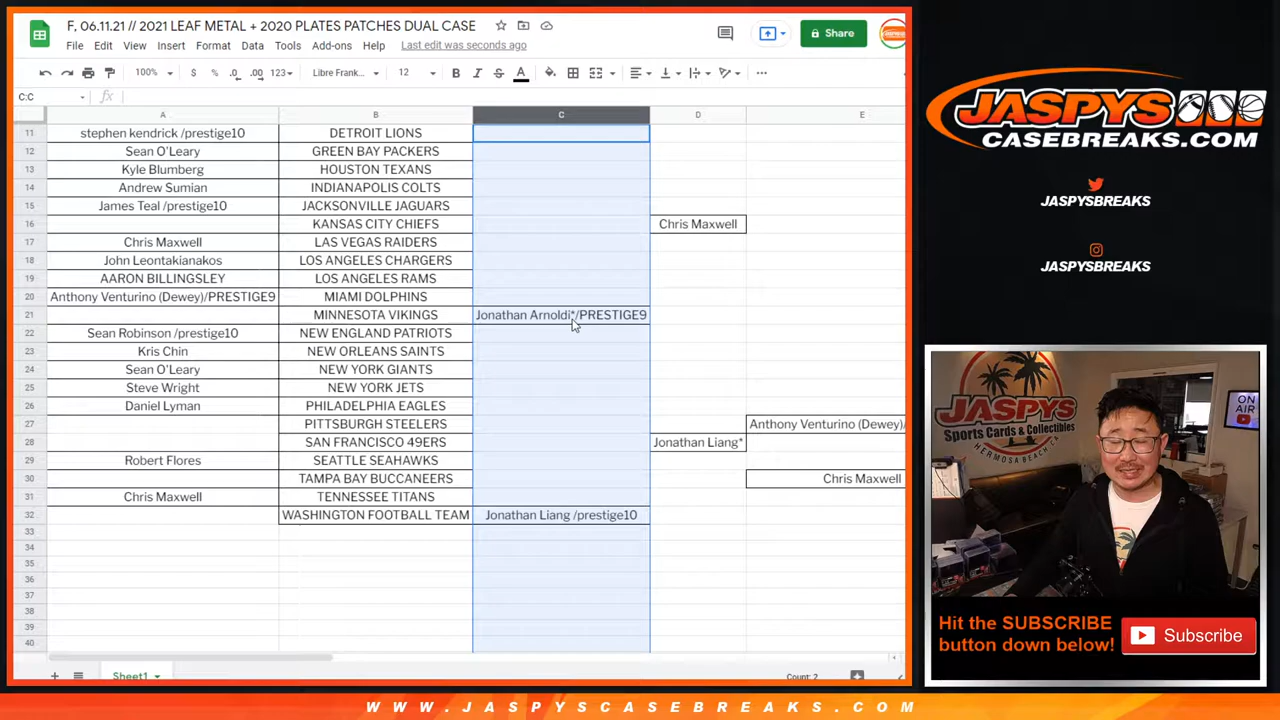 F, 06.11.21 // 2021 LEAF METAL + 2020 PLATES PATCHES DUAL CASE
File Edit View Insert Format Data Tools Add-ons Help Last edit was seconds ago
Share
100% $ % .0 .00 123 Libre Frank... 12 B I S A
C:C fx
A B C D E
11 stephen kendrick /prestige10 DETROIT LIONS
12 Sean O'Leary GREEN BAY PACKERS
13 Kyle Blumberg HOUSTON TEXANS
14 Andrew Sumian INDIANAPOLIS COLTS
15 James Teal /prestige10 JACKSONVILLE JAGUARS
16 KANSAS CITY CHIEFS Chris Maxwell
17 Chris Maxwell LAS VEGAS RAIDERS
18 John Leontakianakos LOS ANGELES CHARGERS
19 AARON BILLINGSLEY LOS ANGELES RAMS
20 Anthony Venturino (Dewey)/PRESTIGE9 MIAMI DOLPHINS
21 MINNESOTA VIKINGS Jonathan Arnoldi*/PRESTIGE9
22 Sean Robinson /prestige10 NEW ENGLAND PATRIOTS
23 Kris Chin NEW ORLEANS SAINTS
24 Sean O'Leary NEW YORK GIANTS
25 Steve Wright NEW YORK JETS
26 Daniel Lyman PHILADELPHIA EAGLES
27 PITTSBURGH STEELERS Anthony Venturino (Dewey)/
28 SAN FRANCISCO 49ERS Jonathan Liang*
29 Robert Flores SEATTLE SEAHAWKS
30 TAMPA BAY BUCCANEERS Chris Maxwell
31 Chris Maxwell TENNESSEE TITANS
32 WASHINGTON FOOTBALL TEAM Jonathan Liang /prestige10
33
34
35
36
37
38
39
40
Sheet1
Count: 2
JASPYS
CASEBREAKS.COM
JASPYSBREAKS
JASPYSBREAKS
JASPYS
Sports Cards & Collectibles
HERMOSA BEACH CA
ON
AIR
Hit the SUBSCRIBE
button down below!
Subscribe
WWW.JASPYSCASEBREAKS.COM